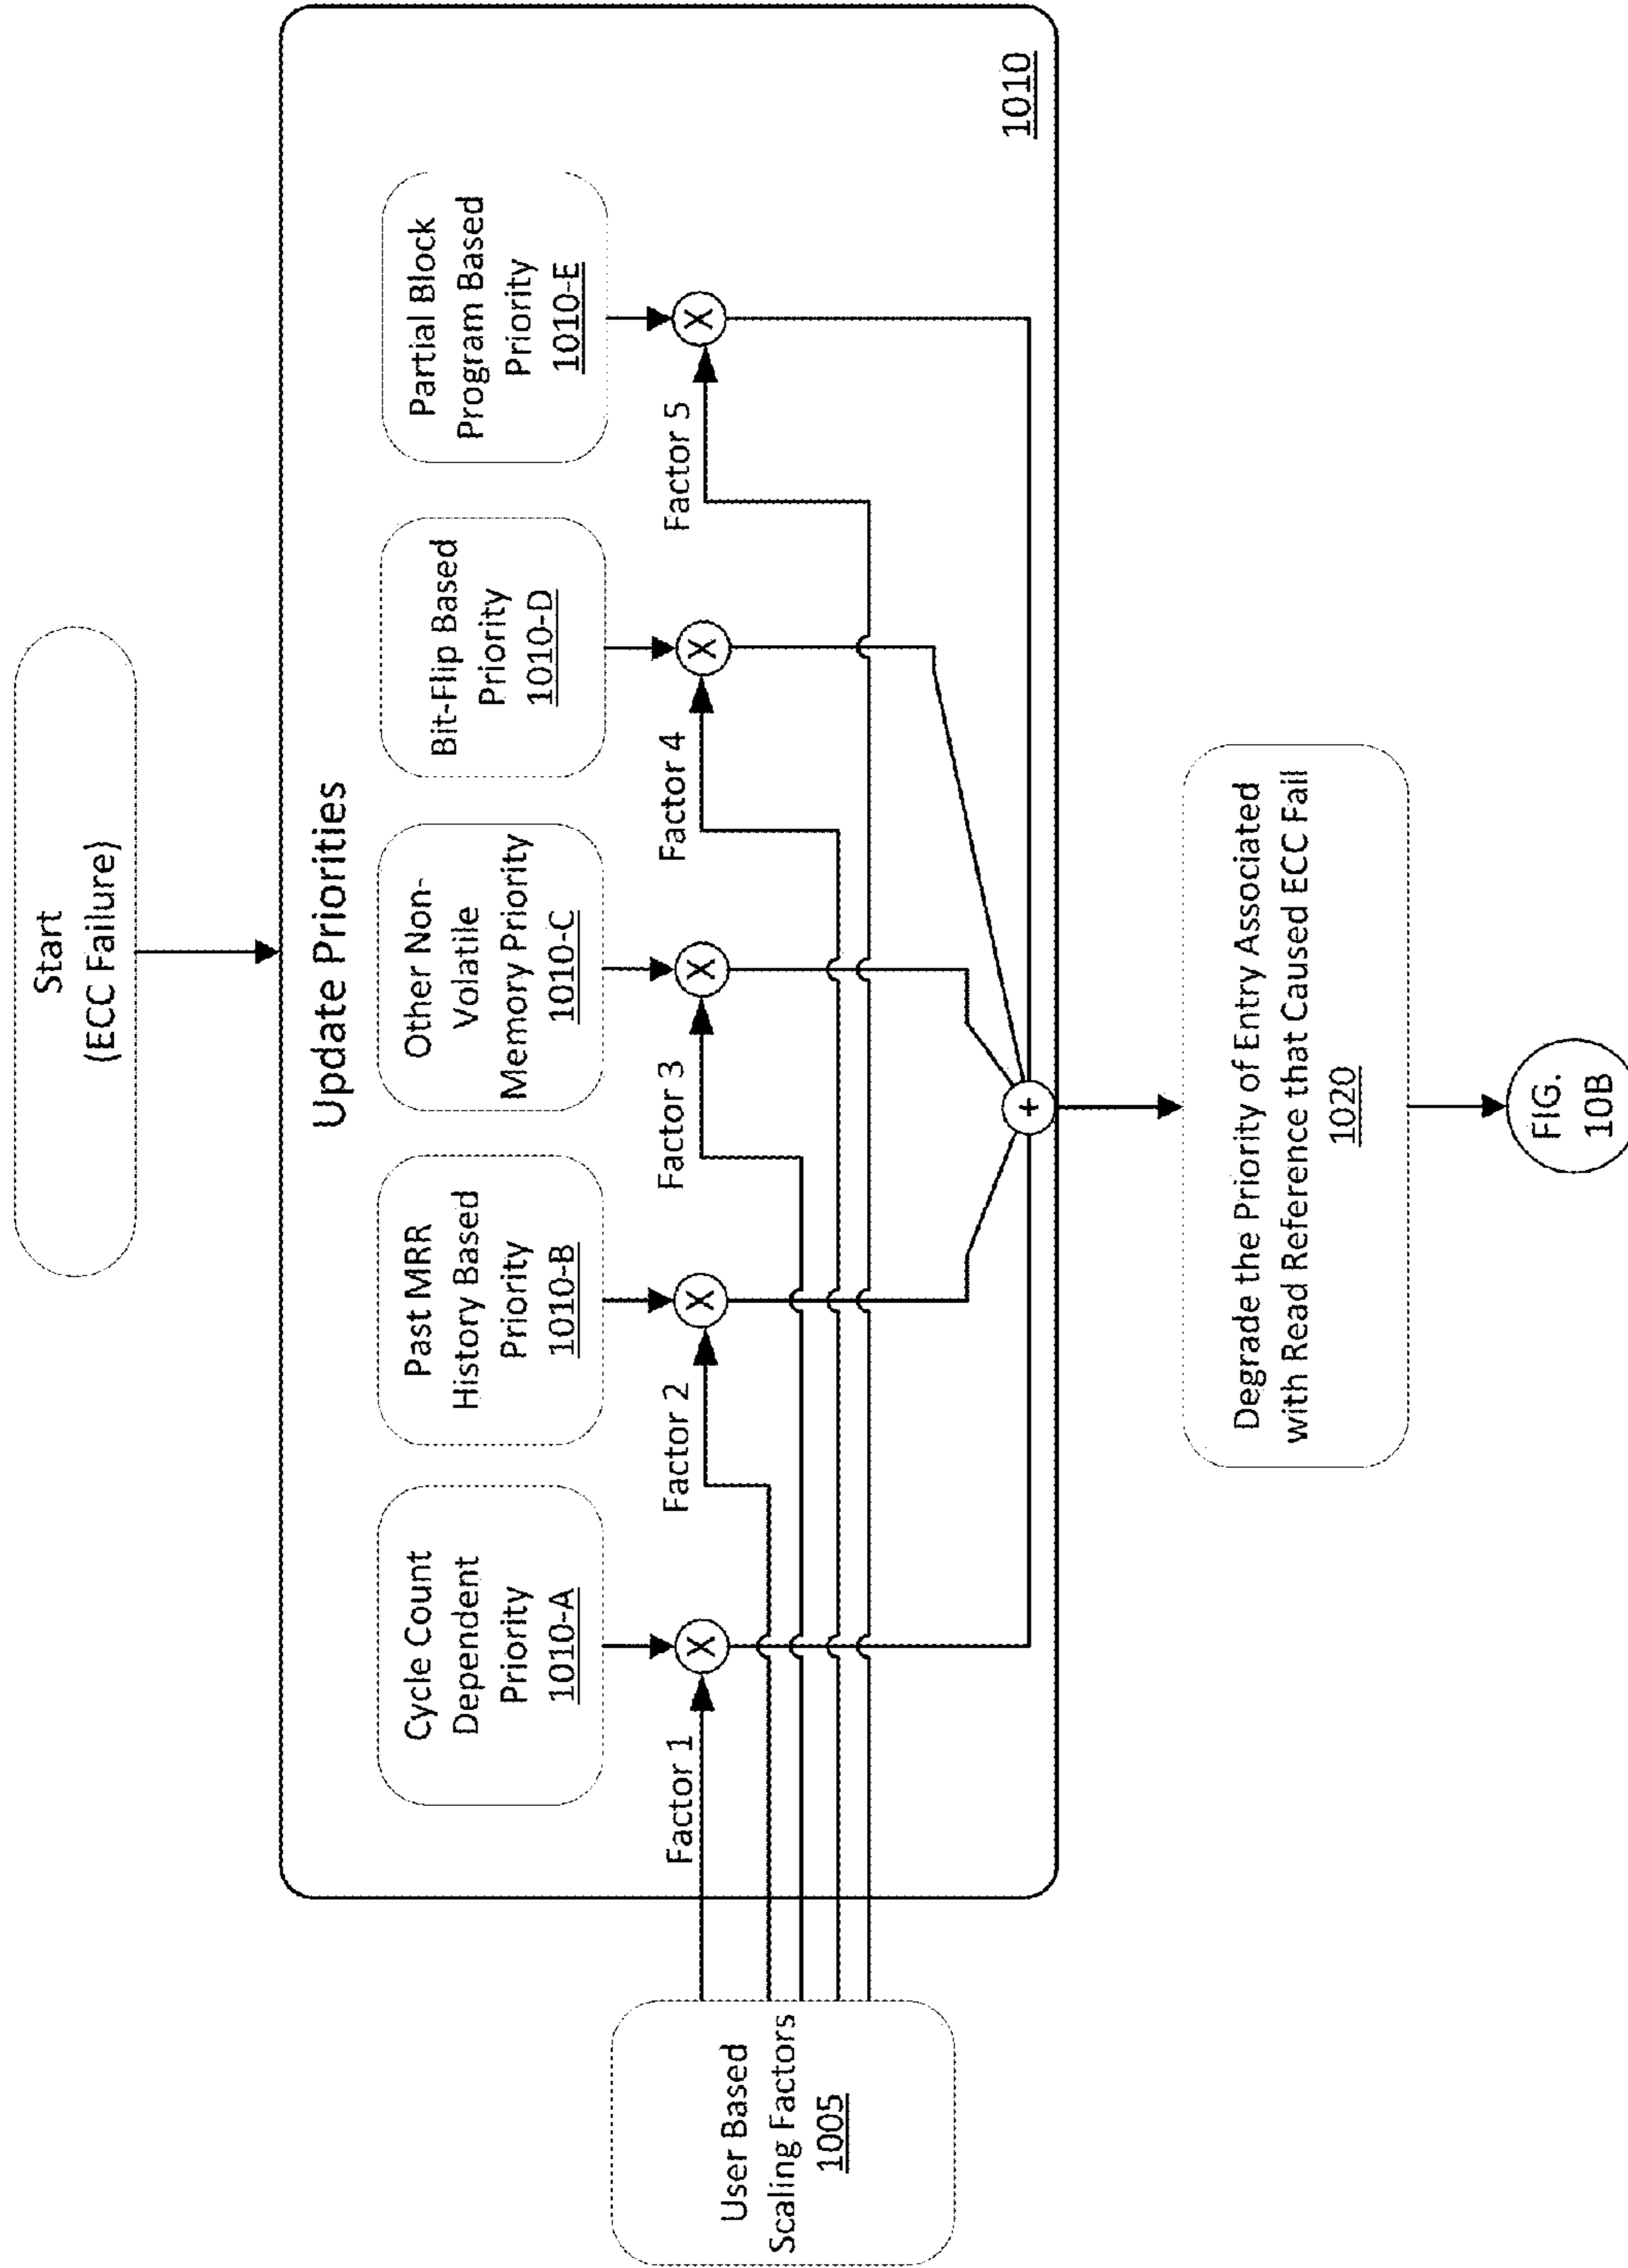 Start
(ECC Failure)
Update Priorities
Cycle Count
Dependent
Priority
1010-A
Past MRR
History Based
Priority
1010-B
Other Non-
Volatile
Memory Priority
1010-C
Bit-Flip Based
Priority
1010-D
Partial Block
Program Based
Priority
1010-E
User Based
Scaling Factors
1005
Factor 1
X
Factor 2
X
Factor 3
X
Factor 4
X
Factor 5
X
+
1010
Degrade the Priority of Entry Associated
with Read Reference that Caused ECC Fail
1020
FIG.
10B